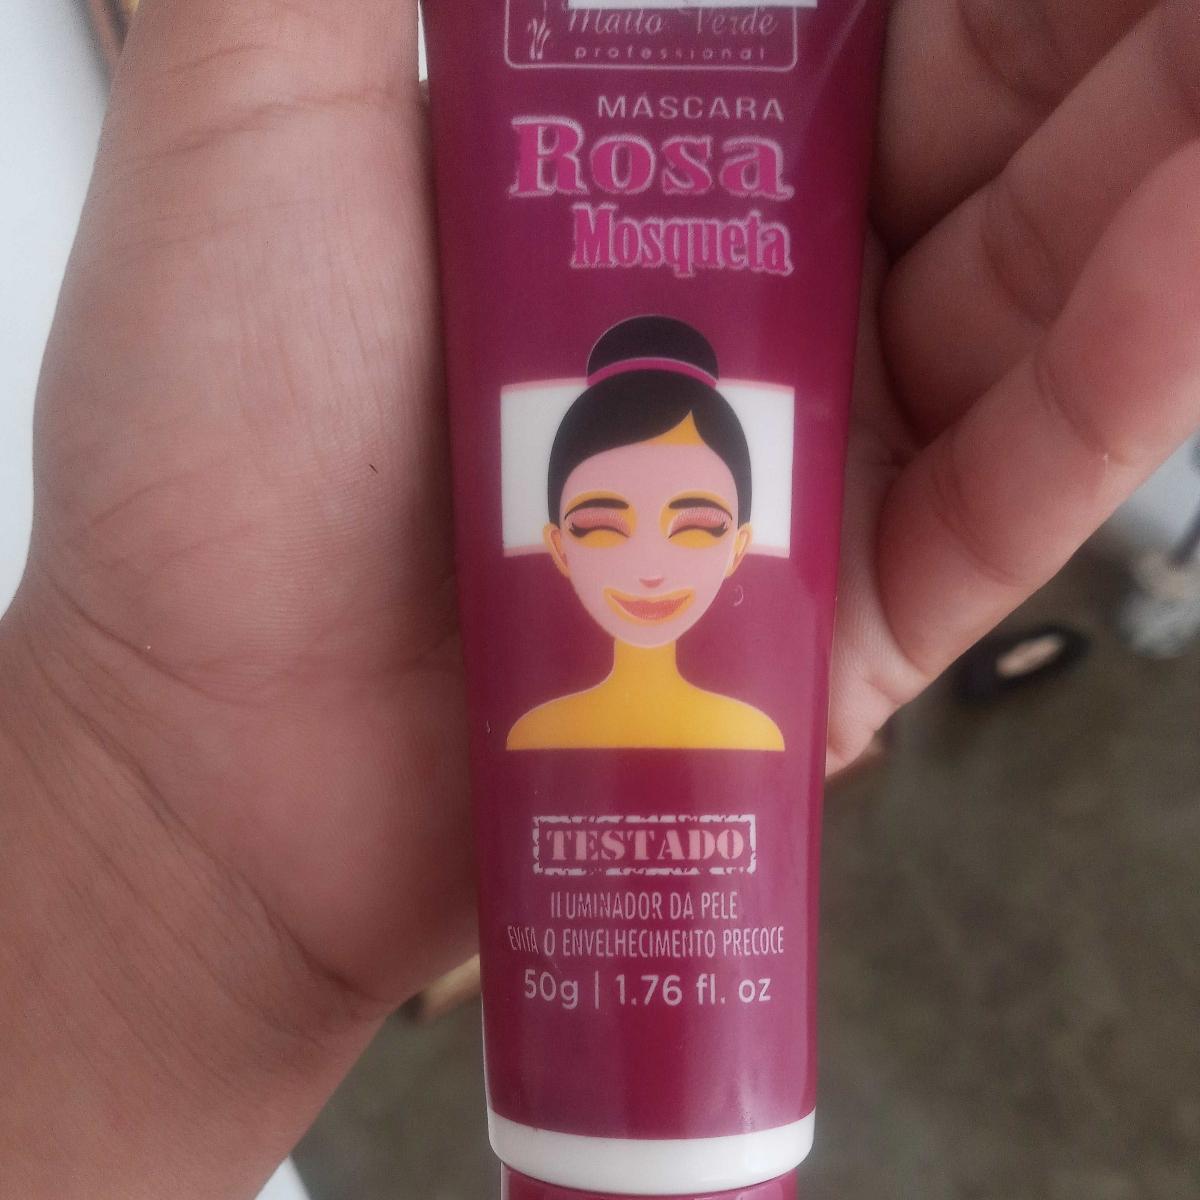 Matto Verde
professional
MÁSCARA
Rosa
Mosqueta
TESTADO
ILUMINADOR DA PELE
EVITA O ENVELHECIMENTO PRECOCE
50g | 1.76 fl. oz